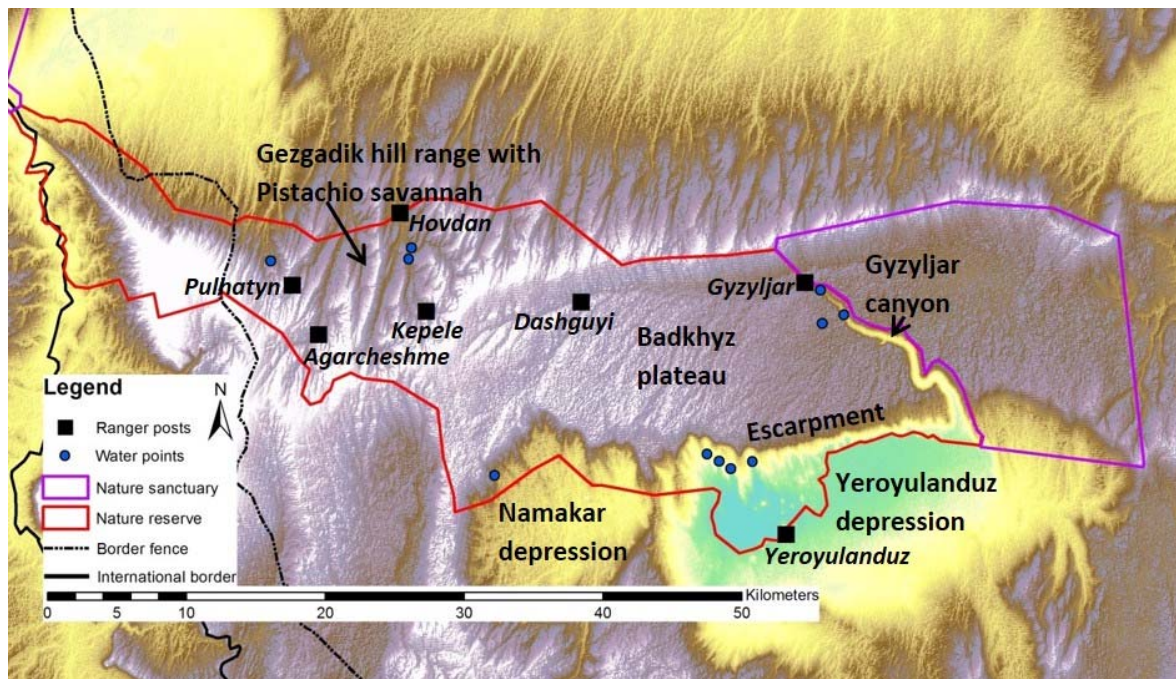 Gezgadik hill range with
Pistachio savannah
Hovdan
Pulhatyn
Gyzyljar
Gyzyljar
canyon
Kepele
Dashguyi
Badkhyz
plateau
Agarcheshme
Legend
N
Ranger posts
Water points
Nature sanctuary
Nature reserve
Border fence
International border
Escarpment
Namakar
depression
Yeroyulanduz
depression
Yeroyulanduz
Kilometers
0 5 10 20 30 40 50